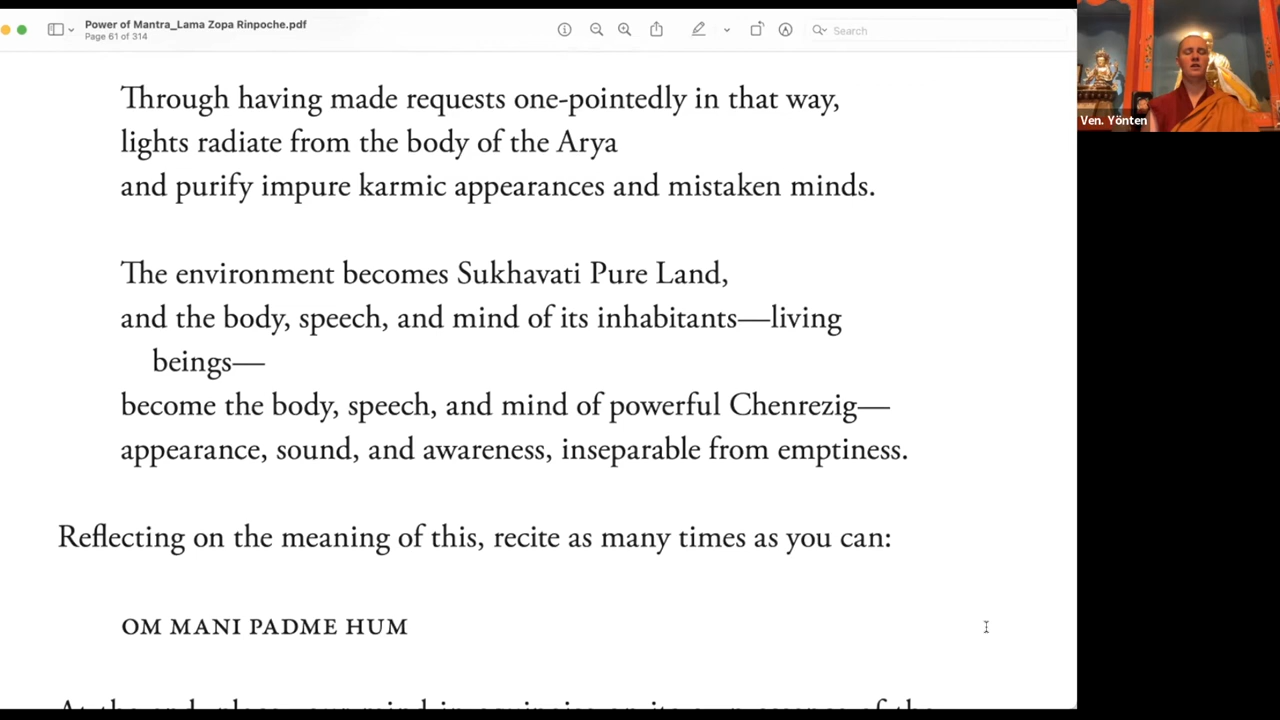 Power of Mantra_Lama Zopa Rinpoche.pdf
Page 61 of 314
Search
Through having made requests one-pointedly in that way,
lights radiate from the body of the Arya
and purify impure karmic appearances and mistaken minds.
The environment becomes Sukhavati Pure Land,
and the body, speech, and mind of its inhabitants—living
beings—
become the body, speech, and mind of powerful Chenrezig—
appearance, sound, and awareness, inseparable from emptiness.
Reflecting on the meaning of this, recite as many times as you can:
OM MANI PADME HUM
Ven. Yönten